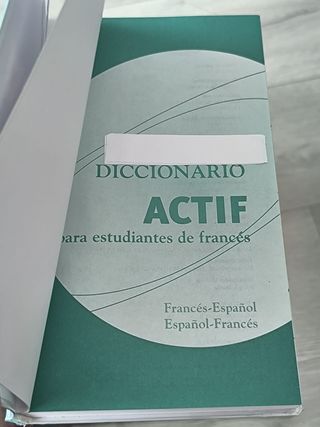 DICCIONARIO
ACTIF
para estudiantes de francés
Francés-Español
Español-Francés